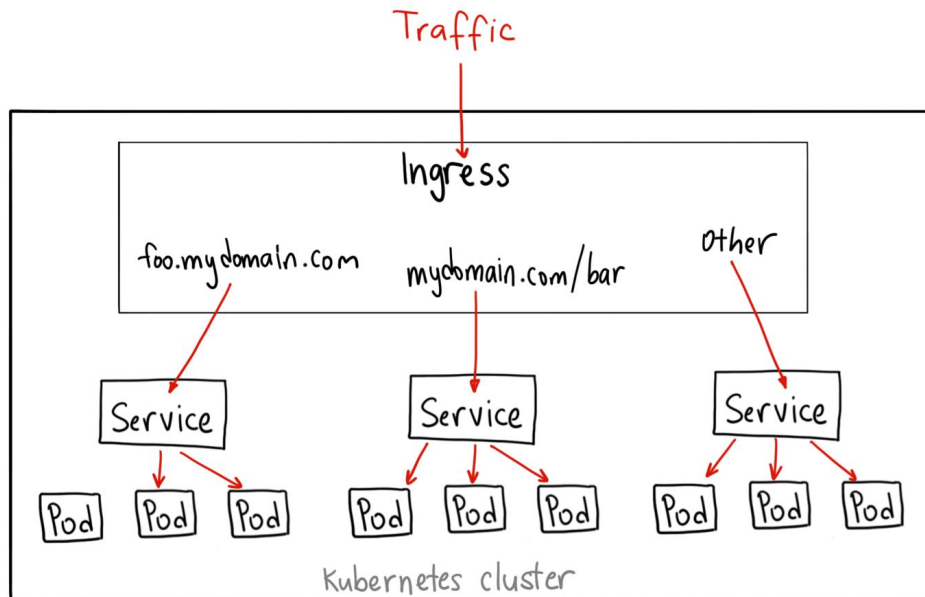 Traffic
Ingress
foo.mydomain.com
mydomain.com/bar
Other
Service
Service
Service
Pod
Pod
Pod
Pod
Pod
Pod
Pod
Pod
Pod
Kubernetes cluster